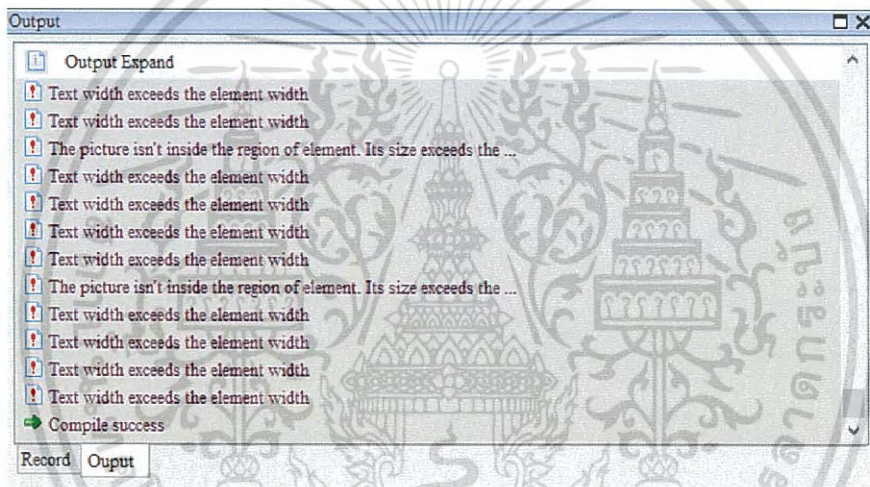 Output
Output Expand
Text width exceeds the element width
Text width exceeds the element width
The picture isn't inside the region of element. Its size exceeds the ...
Text width exceeds the element width
Text width exceeds the element width
Text width exceeds the element width
Text width exceeds the element width
The picture isn't inside the region of element. Its size exceeds the ...
Text width exceeds the element width
Text width exceeds the element width
Text width exceeds the element width
Text width exceeds the element width
Compile success
Record Ouput